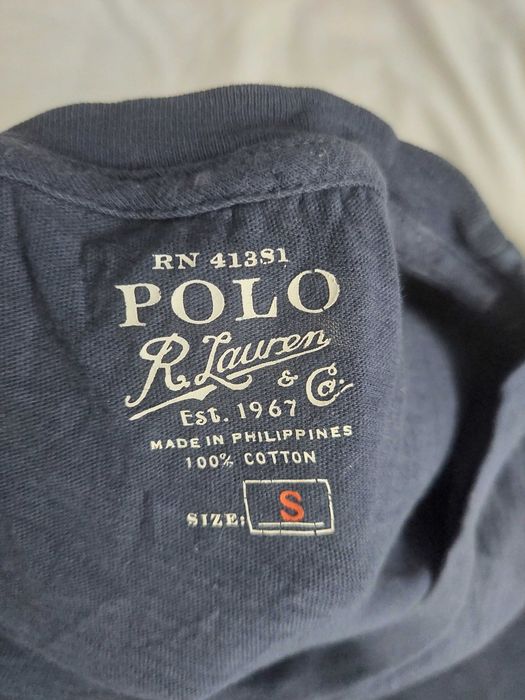 RN 41381
POLO
R. Lauren
& Co.
Est. 1967
MADE IN PHILIPPINES
100% COTTON
SIZE: S